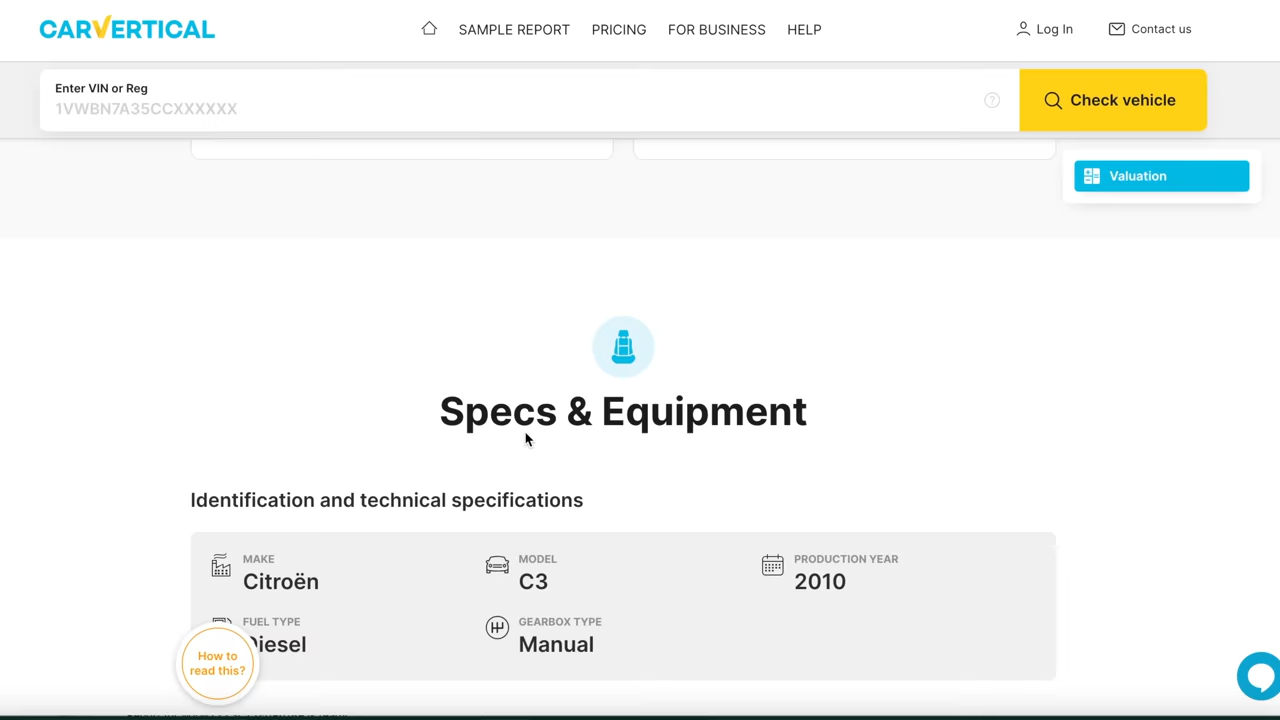 CARVERTICAL
SAMPLE REPORT
PRICING
FOR BUSINESS
HELP
Log In
Contact us
Enter VIN or Reg
1VWBN7A35CCXXXXXX
?
Check vehicle
Valuation
Specs & Equipment
Identification and technical specifications
MAKE
Citroën
MODEL
C3
PRODUCTION YEAR
2010
FUEL TYPE
Diesel
GEARBOX TYPE
Manual
How to
read this?